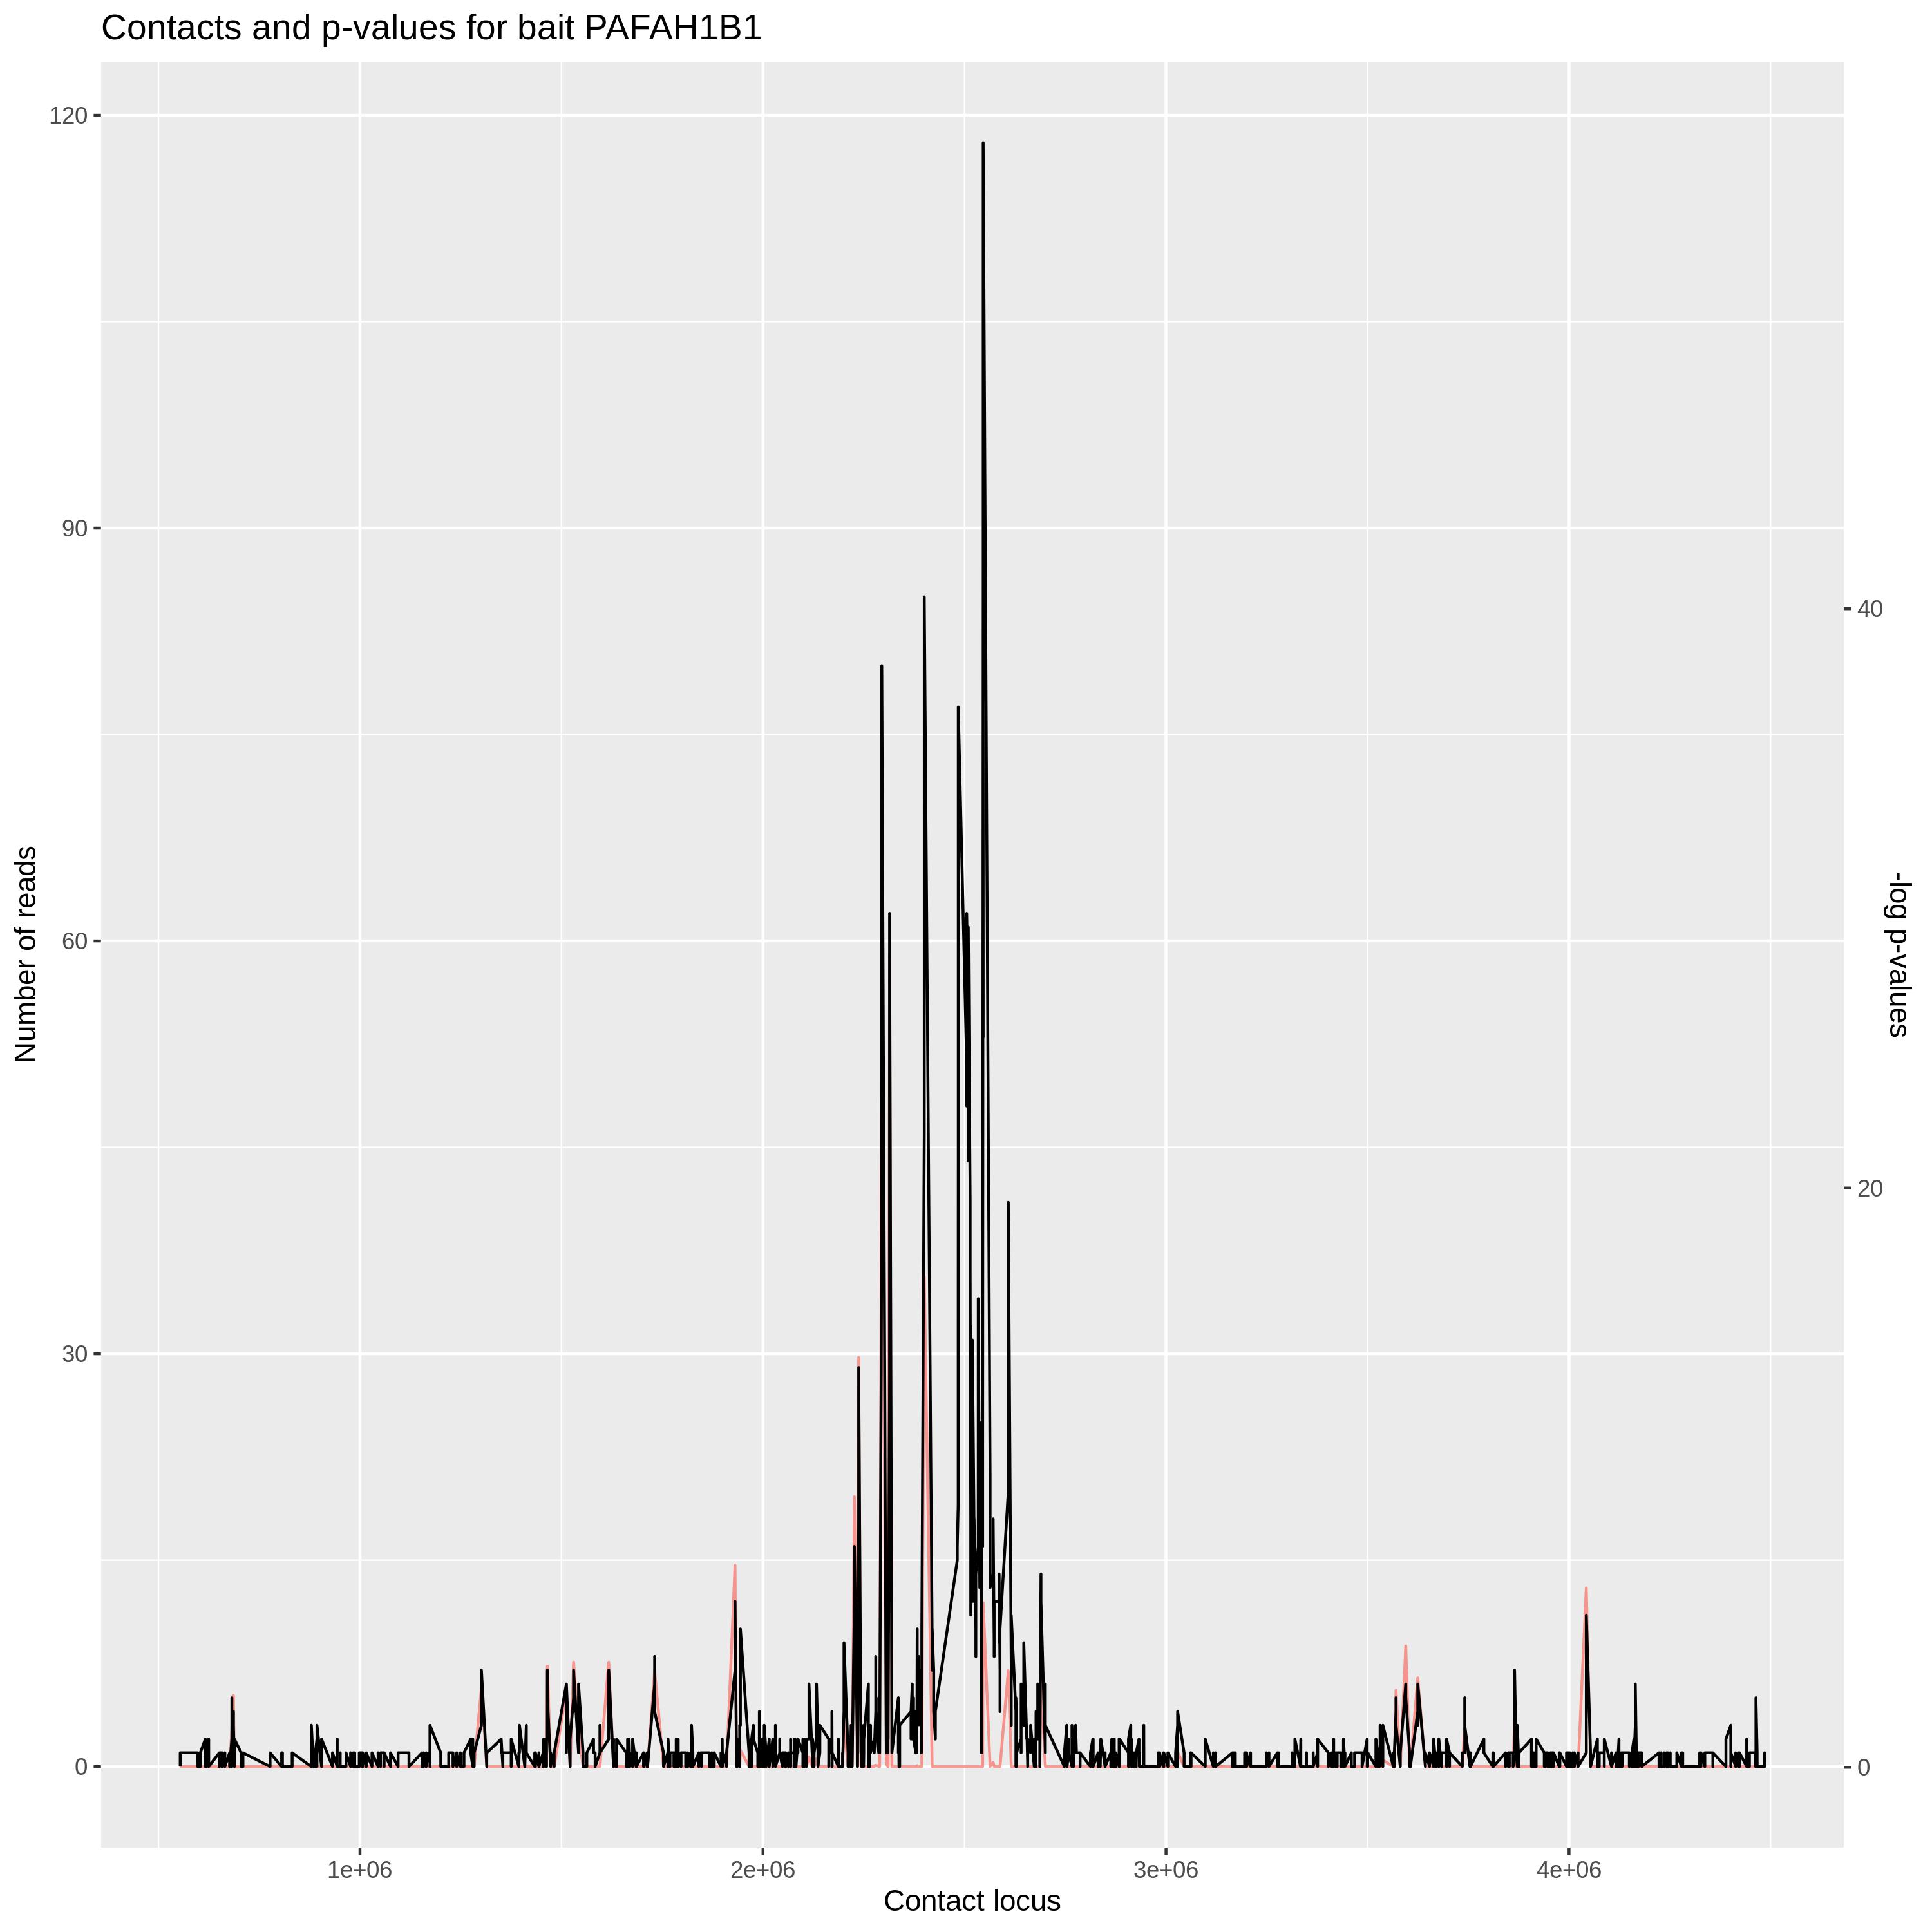 Contacts and p-values for bait PAFAH1B1
120
90
60
30
0
Number of reads
40
20
0
-log p-values
1e+06
2e+06
3e+06
4e+06
Contact locus